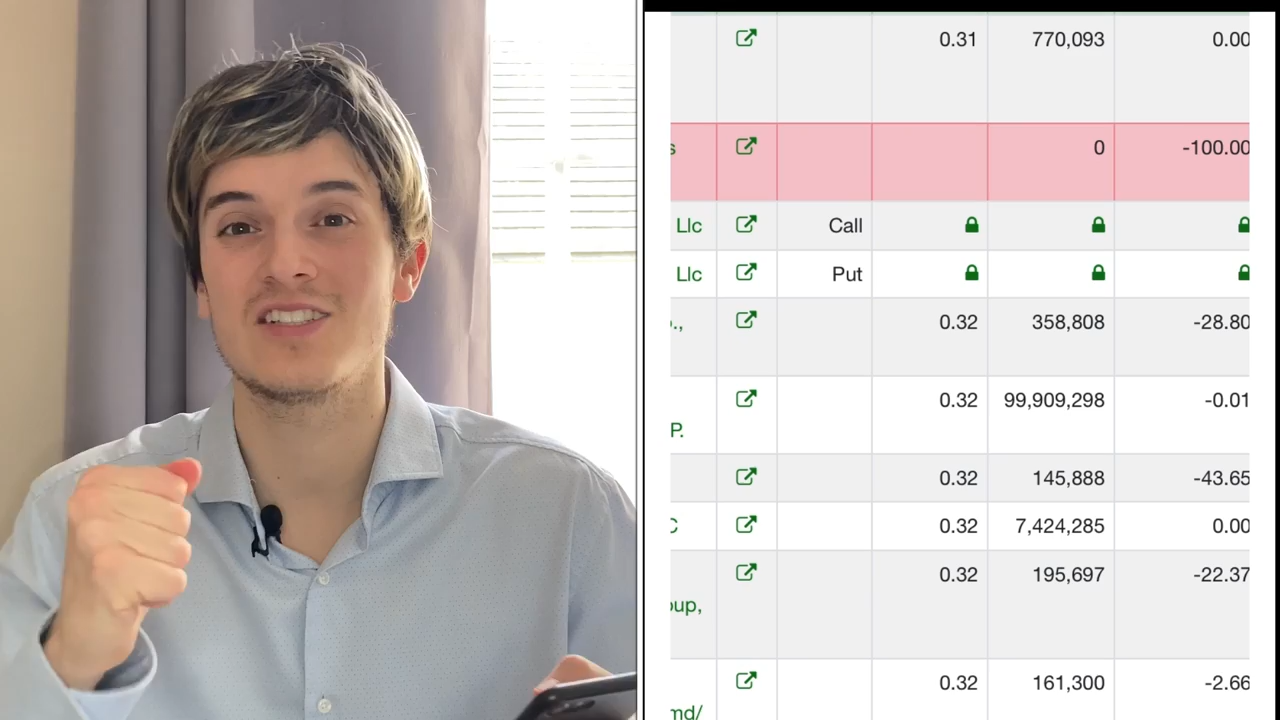 0.31 770,093 0.00
s 0 -100.00
Llc Call
Llc Put
., 358,808 0.32 -28.80
0.32 99,909,298 -0.01
P.
0.32 145,888 -43.65
C 0.32 7,424,285 0.00
0.32 195,697 -22.37
oup,
0.32 161,300 -2.66
md/